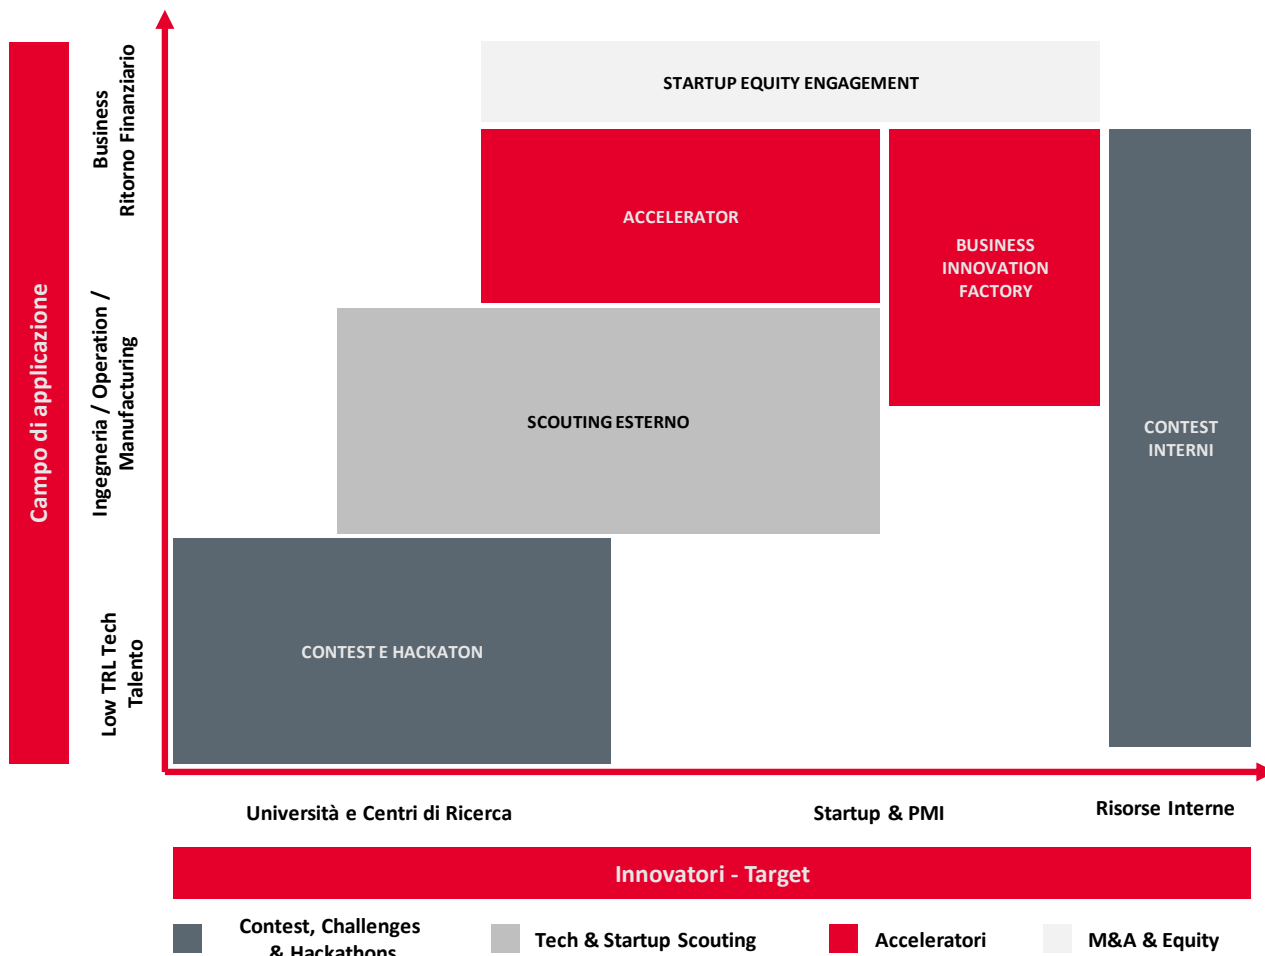 Campo di applicazione
Business
Ritorno Finanziario
Ingegneria / Operation /
Manufacturing
Low TRL Tech
Talento
STARTUP EQUITY ENGAGEMENT
ACCELERATOR
BUSINESS
INNOVATION
FACTORY
SCOUTING ESTERNO
CONTEST
INTERNI
CONTEST E HACKATON
Università e Centri di Ricerca
Startup & PMI
Risorse Interne
Innovatori - Target
Contest, Challenges
& Hackathons
Tech & Startup Scouting
Acceleratori
M&A & Equity